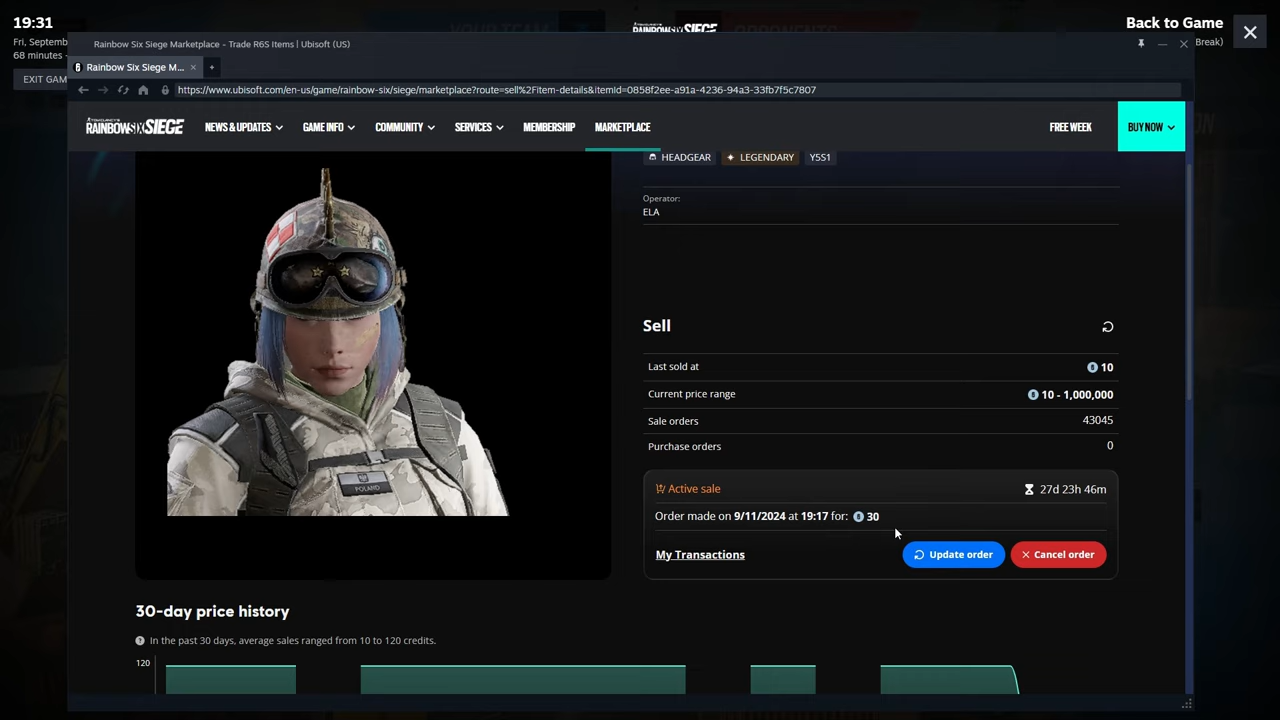 19:31
Fri, Septemb
68 minutes -
EXIT GAM
Back to Game
Break)
Rainbow Six Siege Marketplace - Trade R6S Items | Ubisoft (US)
Rainbow Six Siege M...
https://www.ubisoft.com/en-us/game/rainbow-six/siege/marketplace?route=sell%2Fitem-details&itemId=0858f2ee-a91a-4236-94a3-33fb7f5c7807
RAINBOW SIX SIEGE
NEWS & UPDATES
GAME INFO
COMMUNITY
SERVICES
MEMBERSHIP
MARKETPLACE
FREE WEEK
BUY NOW
HEADGEAR
LEGENDARY
Y5S1
Operator:
ELA
POLAND
Sell
Last sold at
10
Current price range
10 - 1,000,000
Sale orders
43045
Purchase orders
0
Active sale
27d 23h 46m
Order made on 9/11/2024 at 19:17 for: 30
My Transactions
Update order
Cancel order
30-day price history
In the past 30 days, average sales ranged from 10 to 120 credits.
120